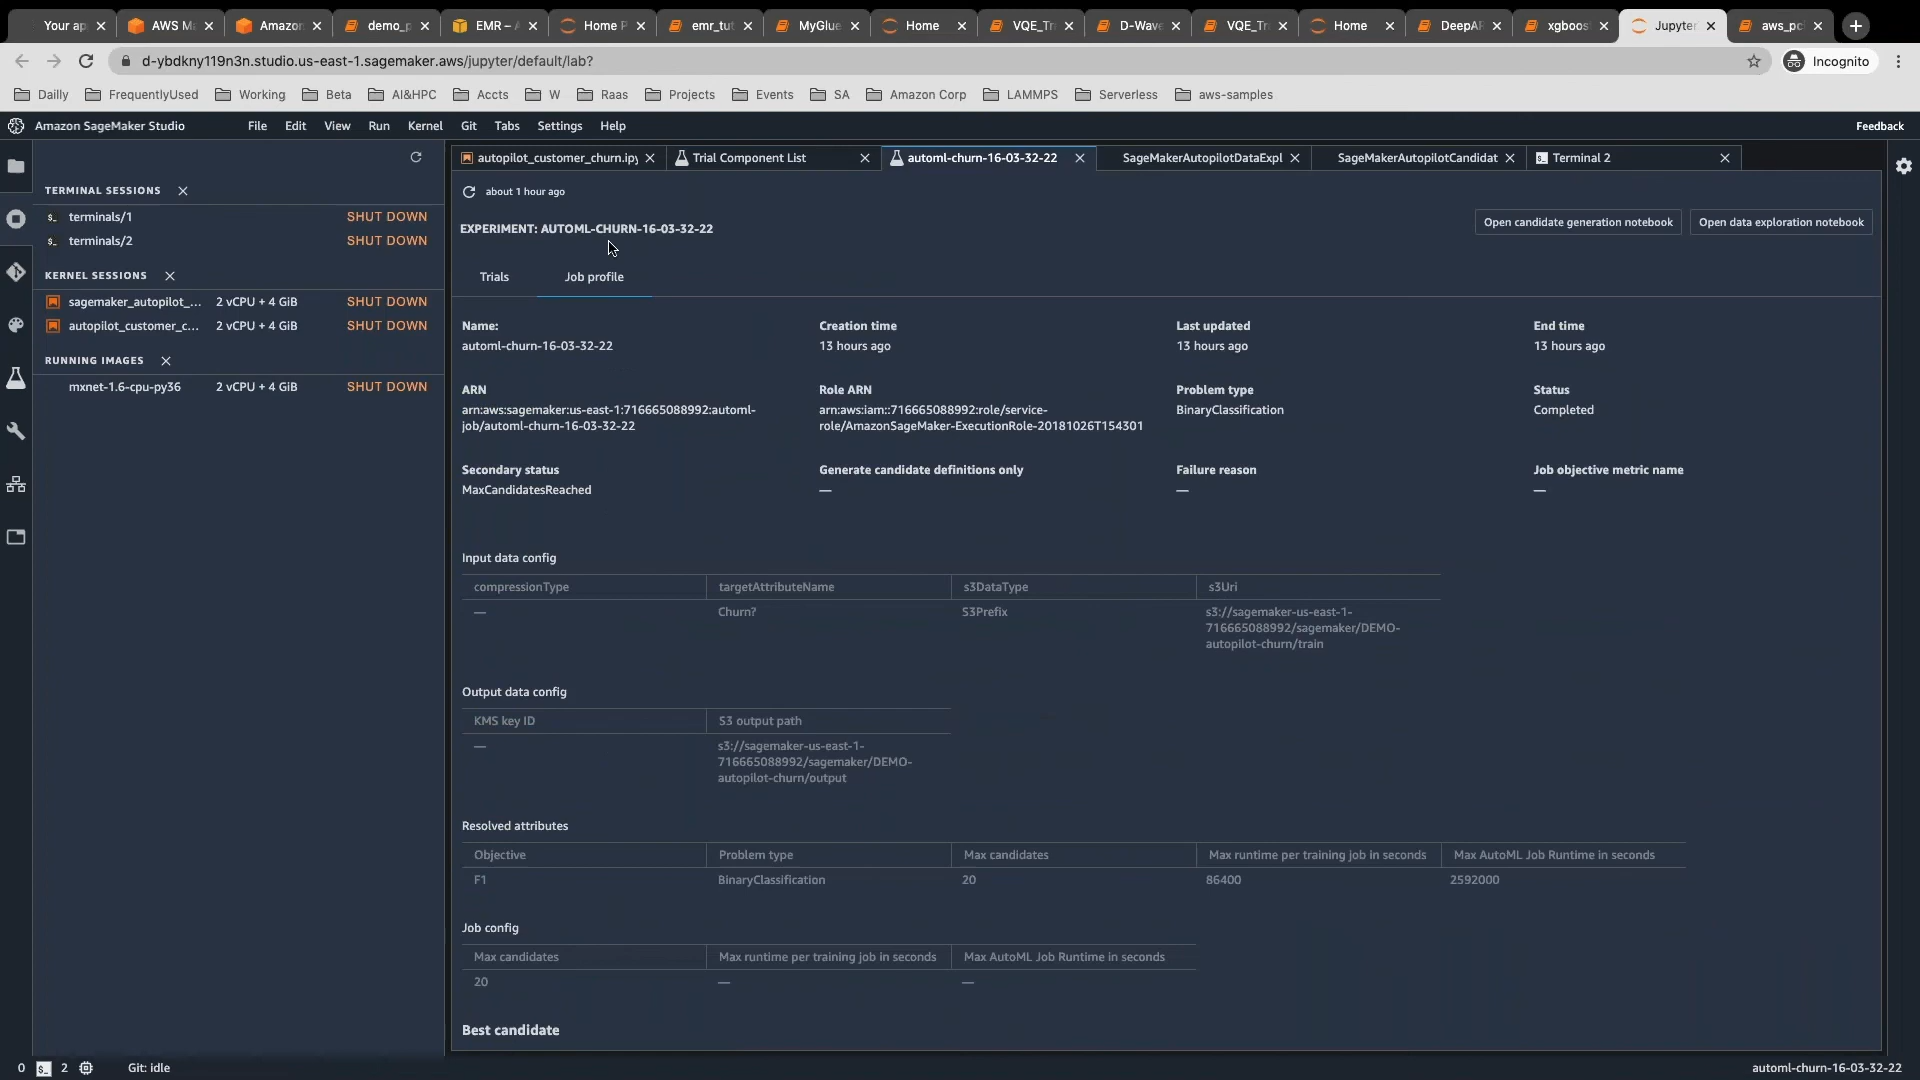 Your ap
AWS Ma
Amazon
demo_p
EMR – A
Home P
emr_tut
MyGlue
Home
VQE_Tr
D-Wave
VQE_Tr
Home
DeepAR
xgboost
Jupyter
aws_pc
d-ybdkny119n3n.studio.us-east-1.sagemaker.aws/jupyter/default/lab?
Incognito
Dailly
FrequentlyUsed
Working
Beta
AI&HPC
Accts
W
Raas
Projects
Events
SA
Amazon Corp
LAMMPS
Serverless
aws-samples
Amazon SageMaker Studio
File
Edit
View
Run
Kernel
Git
Tabs
Settings
Help
Feedback
autopilot_customer_churn.ipy
Trial Component List
automl-churn-16-03-32-22
SageMakerAutopilotDataExpl
SageMakerAutopilotCandidat
Terminal 2
TERMINAL SESSIONS
terminals/1
SHUT DOWN
terminals/2
SHUT DOWN
KERNEL SESSIONS
sagemaker_autopilot_...
2 vCPU + 4 GiB
SHUT DOWN
autopilot_customer_c...
2 vCPU + 4 GiB
SHUT DOWN
RUNNING IMAGES
mxnet-1.6-cpu-py36
2 vCPU + 4 GiB
SHUT DOWN
about 1 hour ago
EXPERIMENT: AUTOML-CHURN-16-03-32-22
Open candidate generation notebook
Open data exploration notebook
Trials
Job profile
Name:
automl-churn-16-03-32-22
Creation time
13 hours ago
Last updated
13 hours ago
End time
13 hours ago
ARN
arn:aws:sagemaker:us-east-1:716665088992:automl-
job/automl-churn-16-03-32-22
Role ARN
arn:aws:iam::716665088992:role/service-
role/AmazonSageMaker-ExecutionRole-20181026T154301
Problem type
BinaryClassification
Status
Completed
Secondary status
MaxCandidatesReached
Generate candidate definitions only
—
Failure reason
—
Job objective metric name
—
Input data config
compressionType
targetAttributeName
s3DataType
s3Uri
—
Churn?
S3Prefix
s3://sagemaker-us-east-1-
716665088992/sagemaker/DEMO-
autopilot-churn/train
Output data config
KMS key ID
S3 output path
—
s3://sagemaker-us-east-1-
716665088992/sagemaker/DEMO-
autopilot-churn/output
Resolved attributes
Objective
Problem type
Max candidates
Max runtime per training job in seconds
Max AutoML Job Runtime in seconds
F1
BinaryClassification
20
86400
2592000
Job config
Max candidates
Max runtime per training job in seconds
Max AutoML Job Runtime in seconds
20
—
—
Best candidate
0
2
Git: idle
automl-churn-16-03-32-22